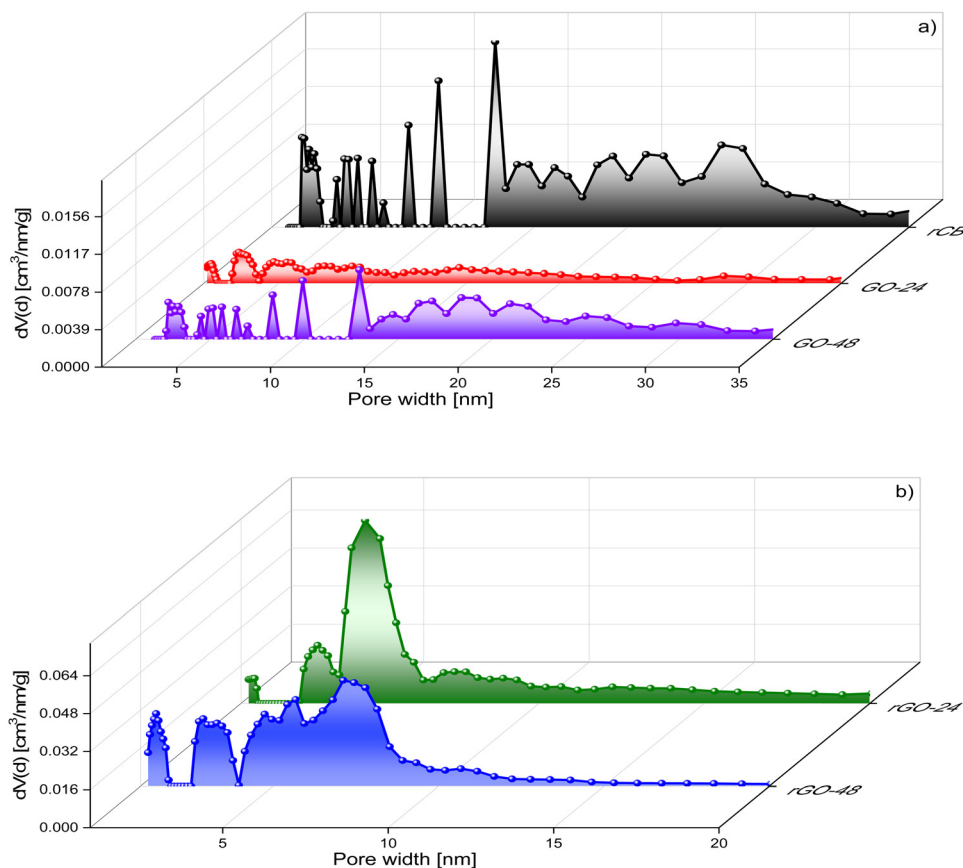 a)
0.0156
0.0117
0.0078
0.0039
0.0000
dV(d) [cm³/nm/g]
rCB
GO-24
GO-48
5 10 15 20 25 30 35
Pore width [nm]
b)
0.064
0.048
0.032
0.016
0.000
dV(d) [cm³/nm/g]
rGO-24
rGO-48
5 10 15 20
Pore width [nm]